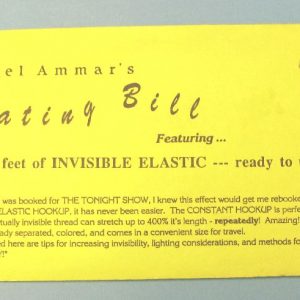 el Ammar's
ating Bill
Featuring ...
feet of INVISIBLE ELASTIC --- ready to
was booked for THE TONIGHT SHOW, I knew this effect would get me rebooke
ELASTIC HOOKUP, it has never been easier. The CONSTANT HOOKUP is perfe
tually invisible thread can stretch up to 400% it's length - repeatedly! Amazing!
ady separated, colored, and comes in a convenient size for travel.
ed here are tips for increasing invisibility, lighting considerations, and methods fo
!"